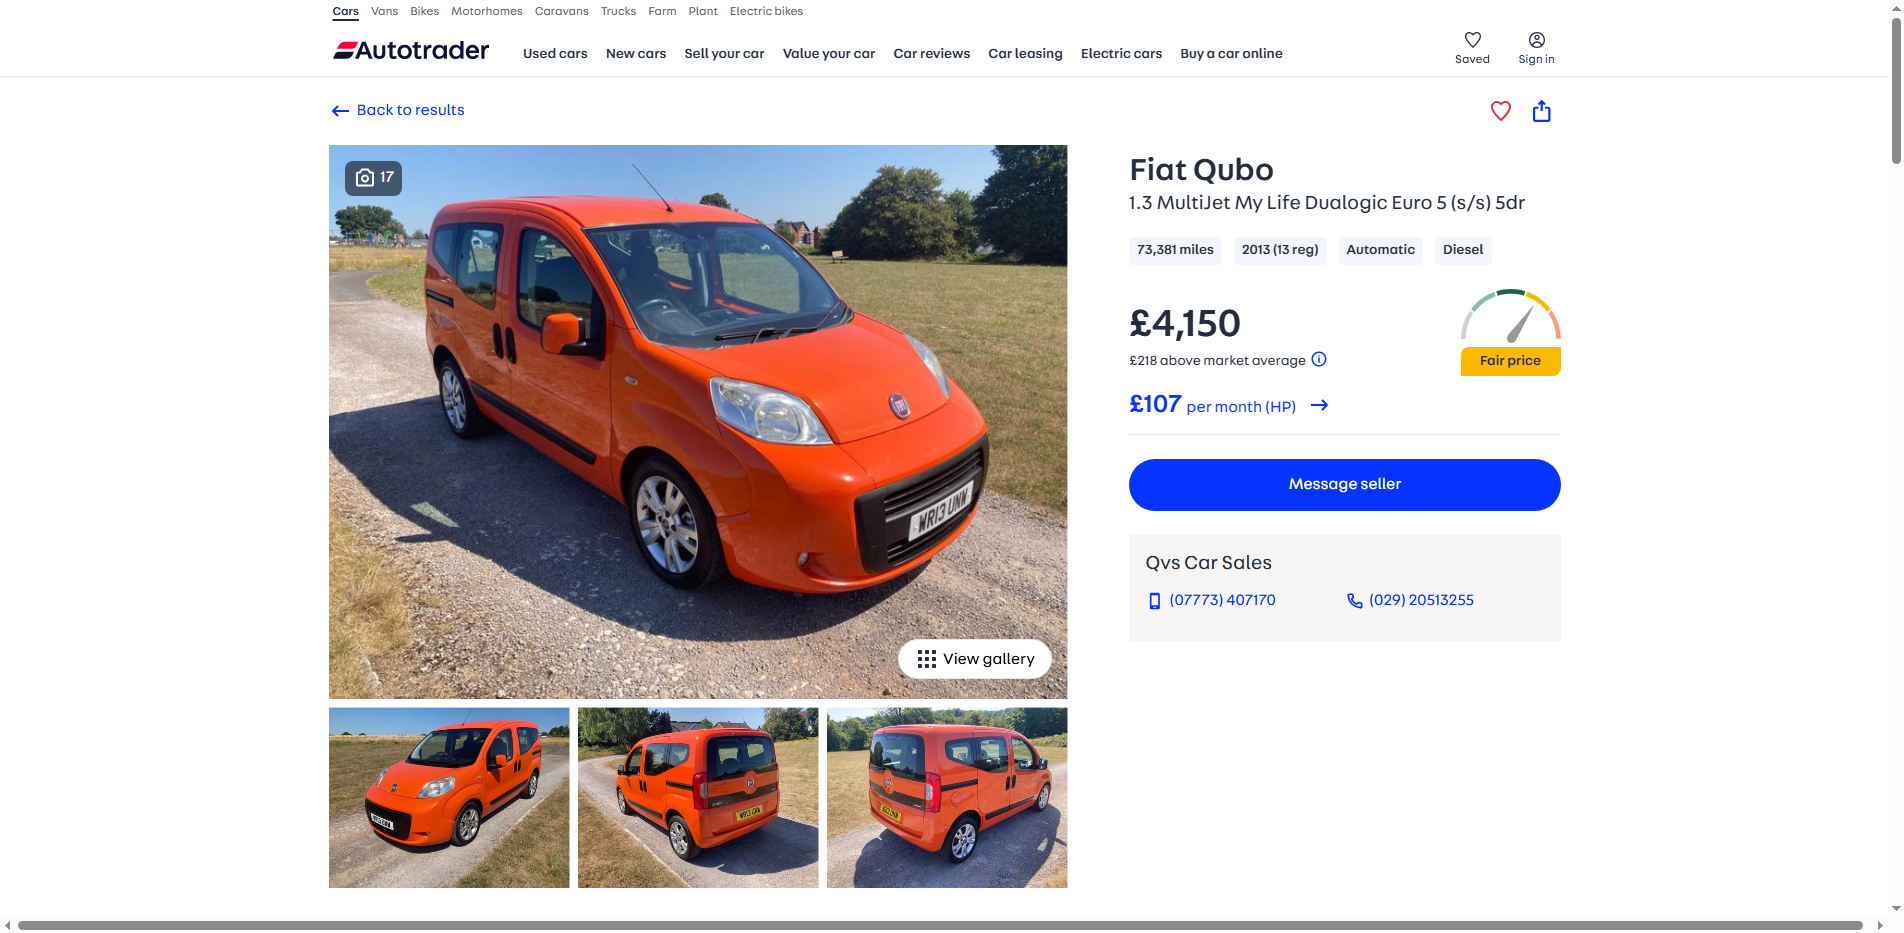 Cars Vans Bikes Motorhomes Caravans Trucks Farm Plant Electric bikes
Autotrader
Used cars New cars Sell your car Value your car Car reviews Car leasing Electric cars Buy a car online
Saved Sign in
Back to results
17
Fiat Qubo
1.3 MultiJet My Life Dualogic Euro 5 (s/s) 5dr
73,381 miles 2013 (13 reg) Automatic Diesel
£4,150
£218 above market average
Fair price
£107 per month (HP)
Message seller
Qvs Car Sales
(07773) 407170 (029) 20513255
WR13 UNW
View gallery